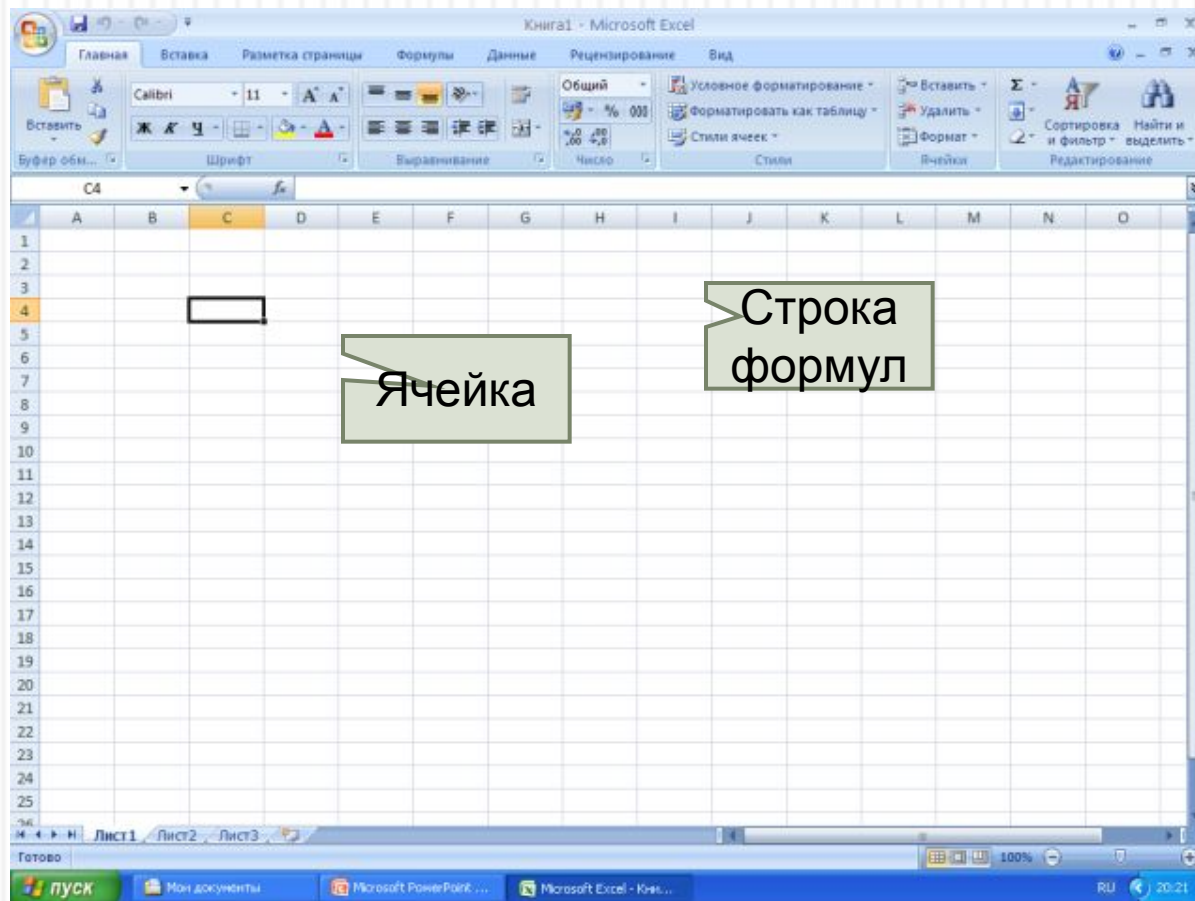 Книга1 - Microsoft Excel
Главная Вставка Разметка страницы Формулы Данные Рецензирование Вид
Вставить
Calibri 11
Ж К Ч
Общий
% 000
Условное форматирование
Форматировать как таблицу
Стили ячеек
Вставить
Удалить
Формат
Σ
Сортировка и фильтр
Найти и выделить
Буфер обм... Шрифт Выравнивание Число Стили Ячейки Редактирование
C4 fx
A B C D E F G H I J K L M N O
1
2
3
4
5
6
7
8
9
10
11
12
13
14
15
16
17
18
19
20
21
22
23
24
25
26
Строка
формул
Ячейка
Лист1 Лист2 Лист3
Готово 100%
пуск Мои документы Microsoft PowerPoint ... Microsoft Excel - Кни... RU 20:21